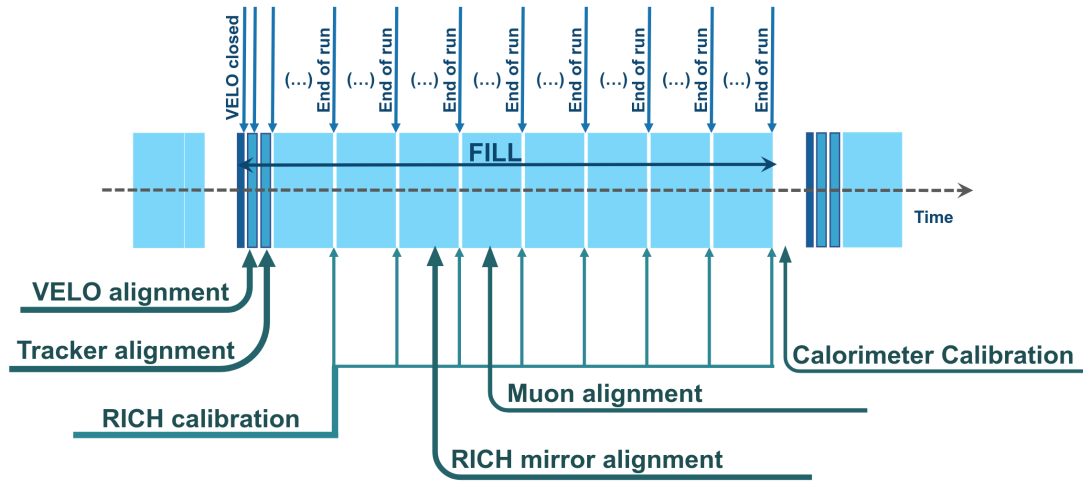 VELO closed
(...)
End of run
(...)
End of run
(...)
End of run
(...)
End of run
(...)
End of run
(...)
End of run
(...)
End of run
(...)
End of run
FILL
Time
VELO alignment
Tracker alignment
Calorimeter Calibration
Muon alignment
RICH calibration
RICH mirror alignment